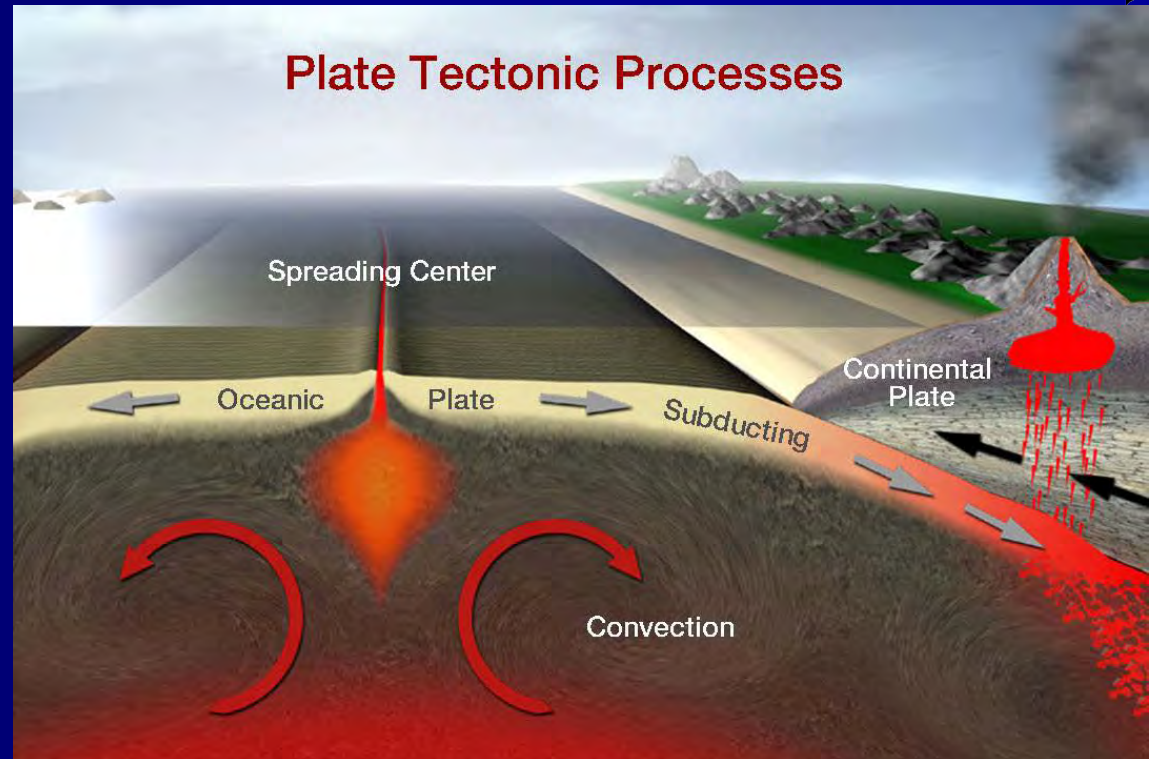 Plate Tectonic Processes
Spreading Center
Continental
Plate
Oceanic Plate
Subducting
Convection